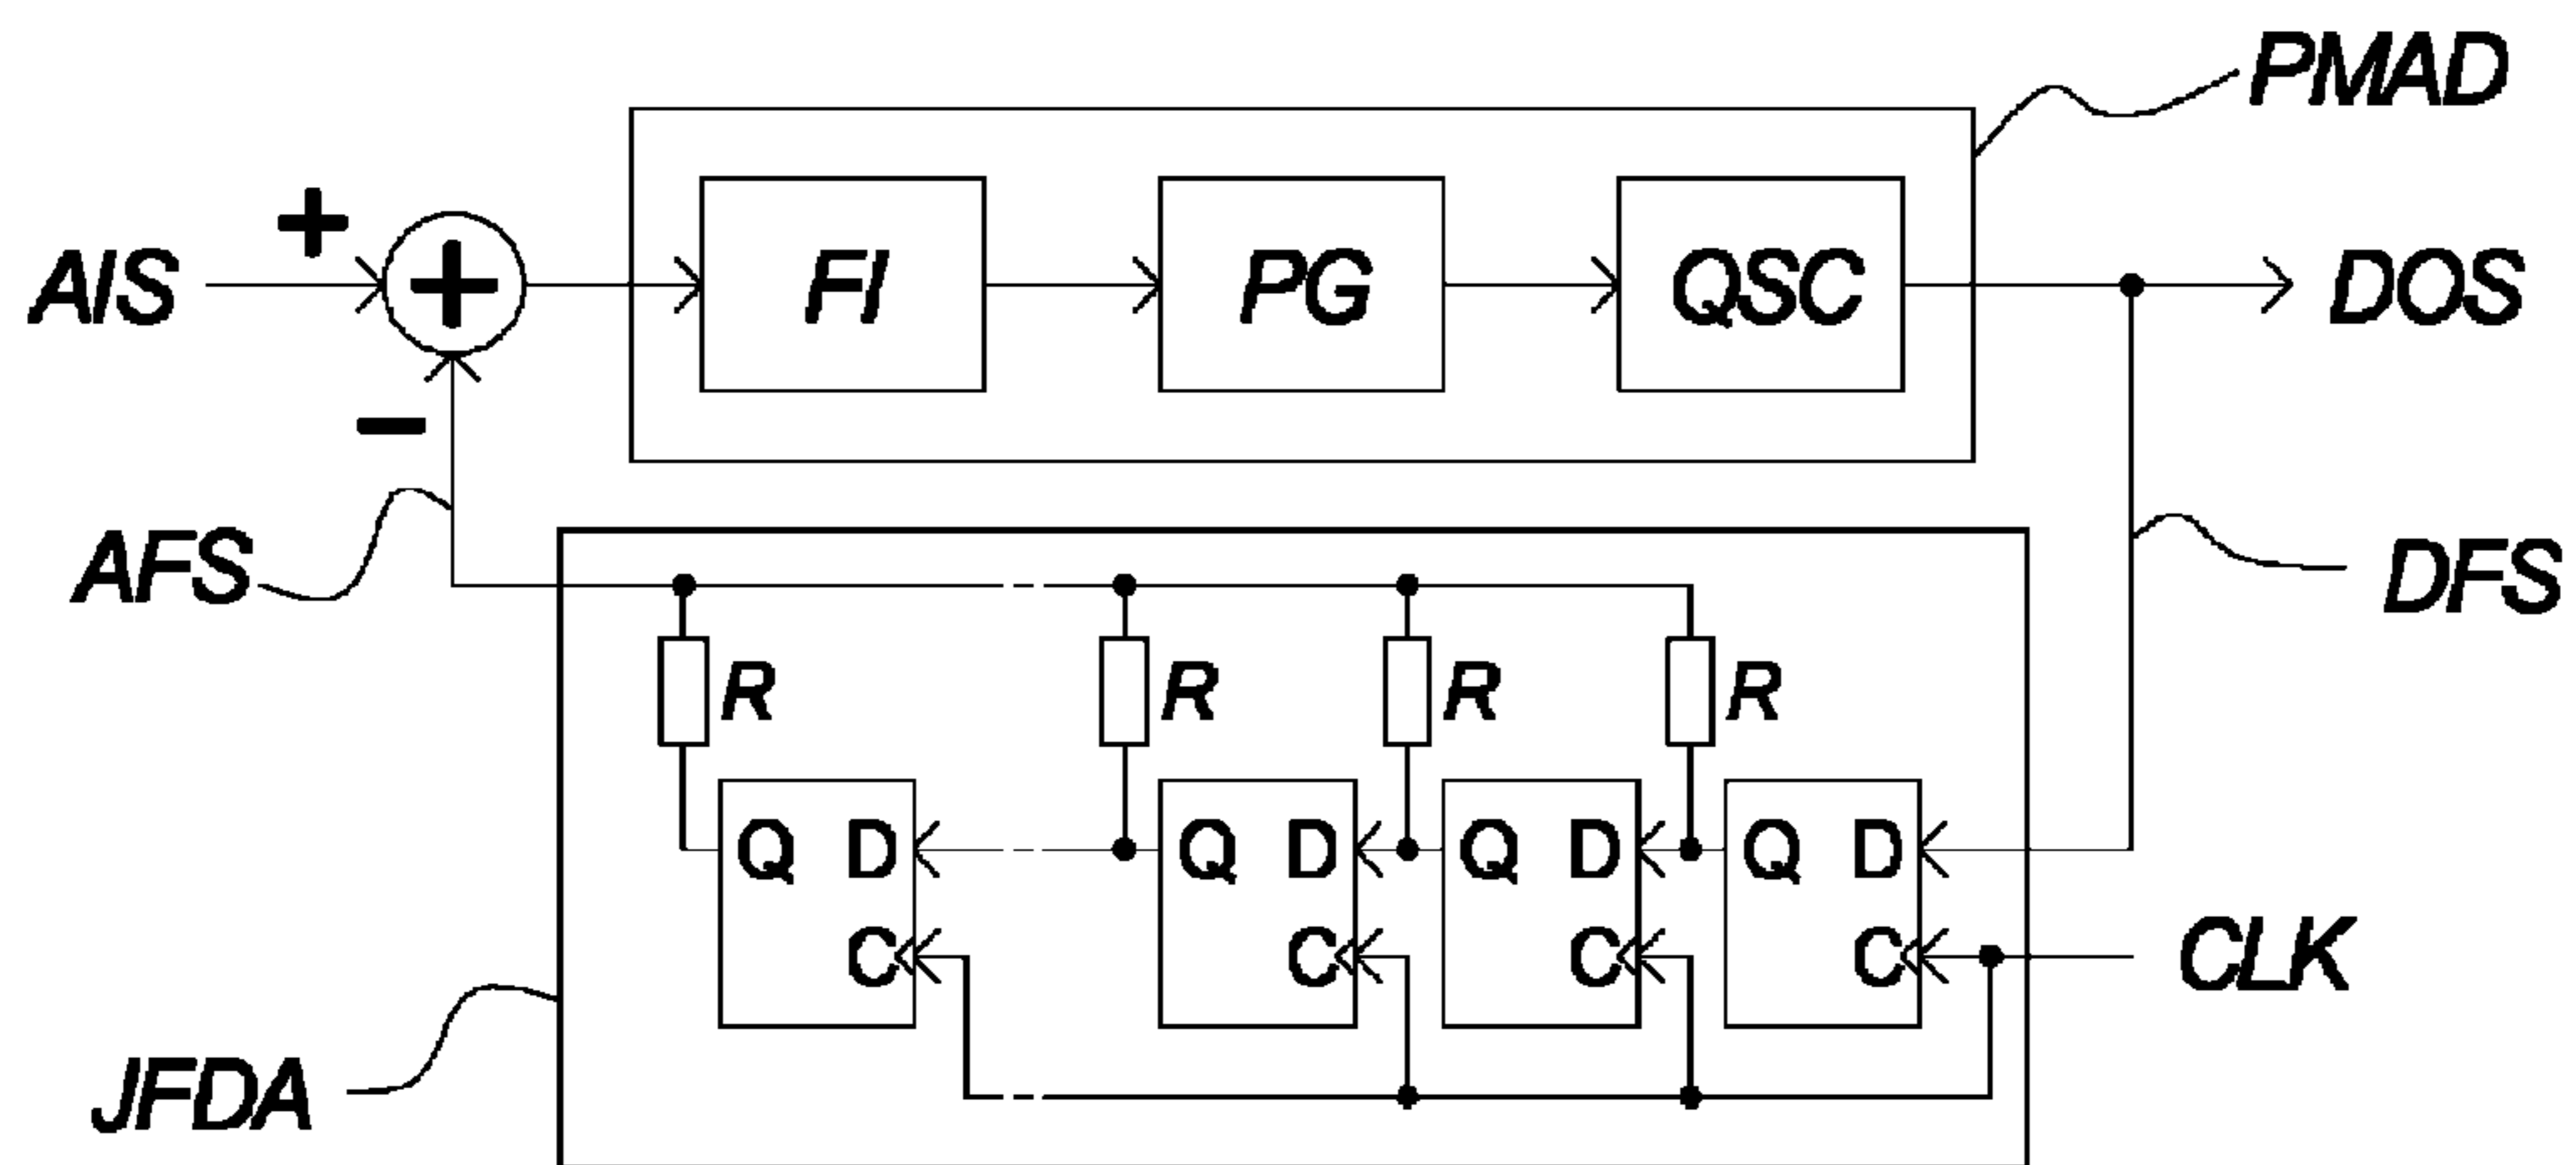 PMAD
+
AIS + FI PG QSC DOS
−
AFS DFS
R R R R
Q D Q D Q D Q D
C C C C CLK
JFDA